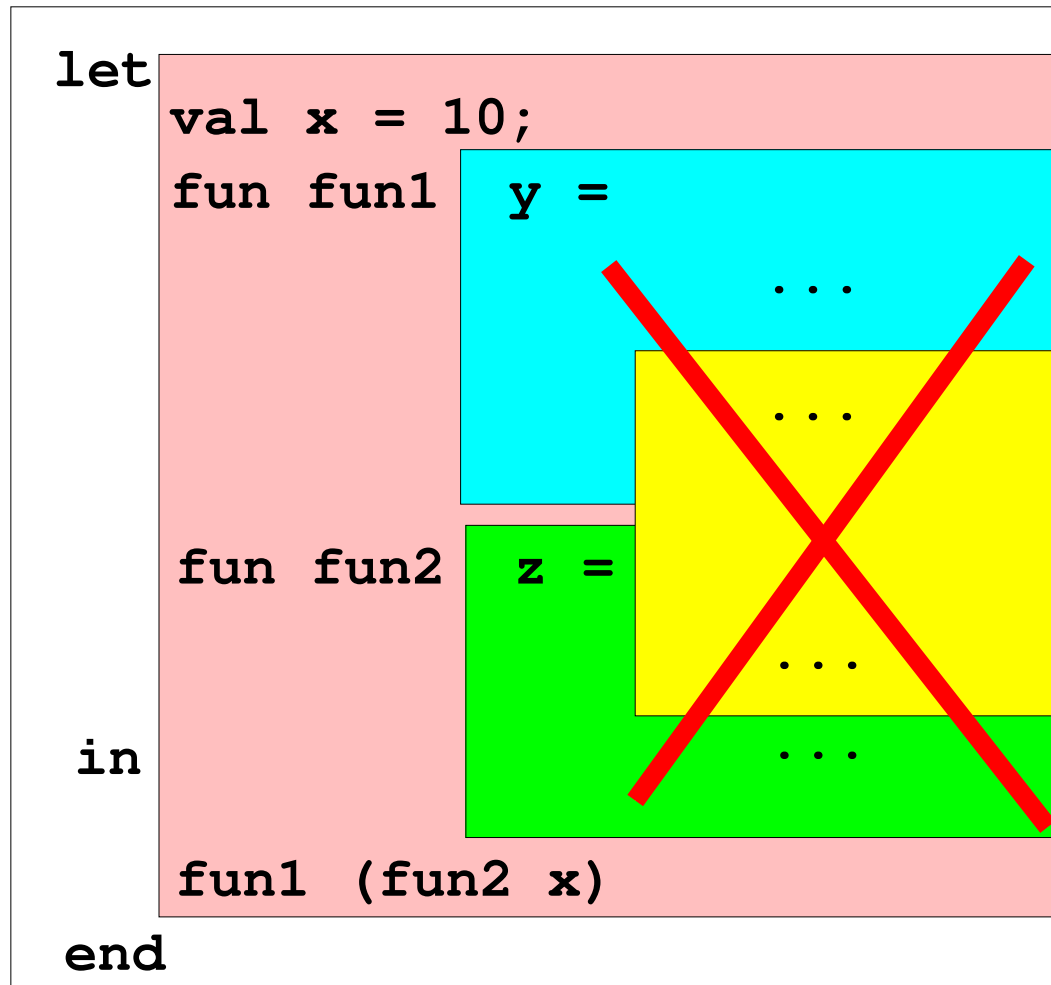 let
val x = 10;
fun fun1 y =
...
...
fun fun2 z =
...
in
...
fun1 (fun2 x)
end